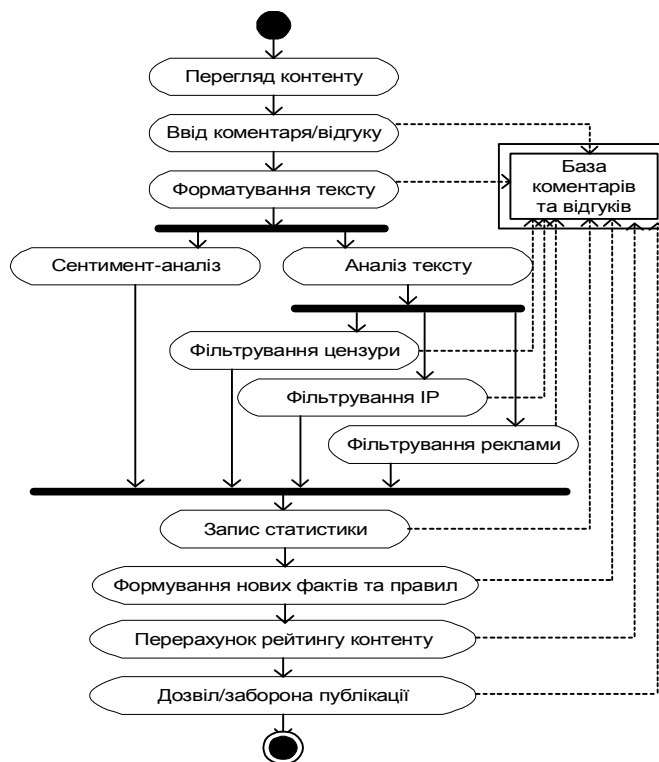 Перегляд контенту
Ввід коментаря/відгуку
База
коментарів
та відгуків
Форматування тексту
Сентимент-аналіз
Аналіз тексту
Фільтрування цензури
Фільтрування IP
Фільтрування реклами
Запис статистики
Формування нових фактів та правил
Перерахунок рейтингу контенту
Дозвіл/заборона публікації